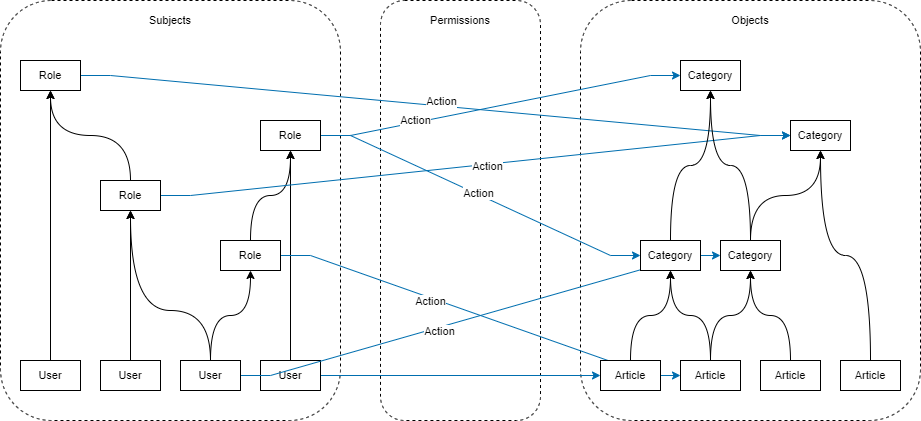 Subjects
Permissions
Objects
Role
Category
Action
Action
Role
Category
Action
Action
Role
Role
Category
Category
Action
Action
User
User
User
User
Article
Article
Article
Article